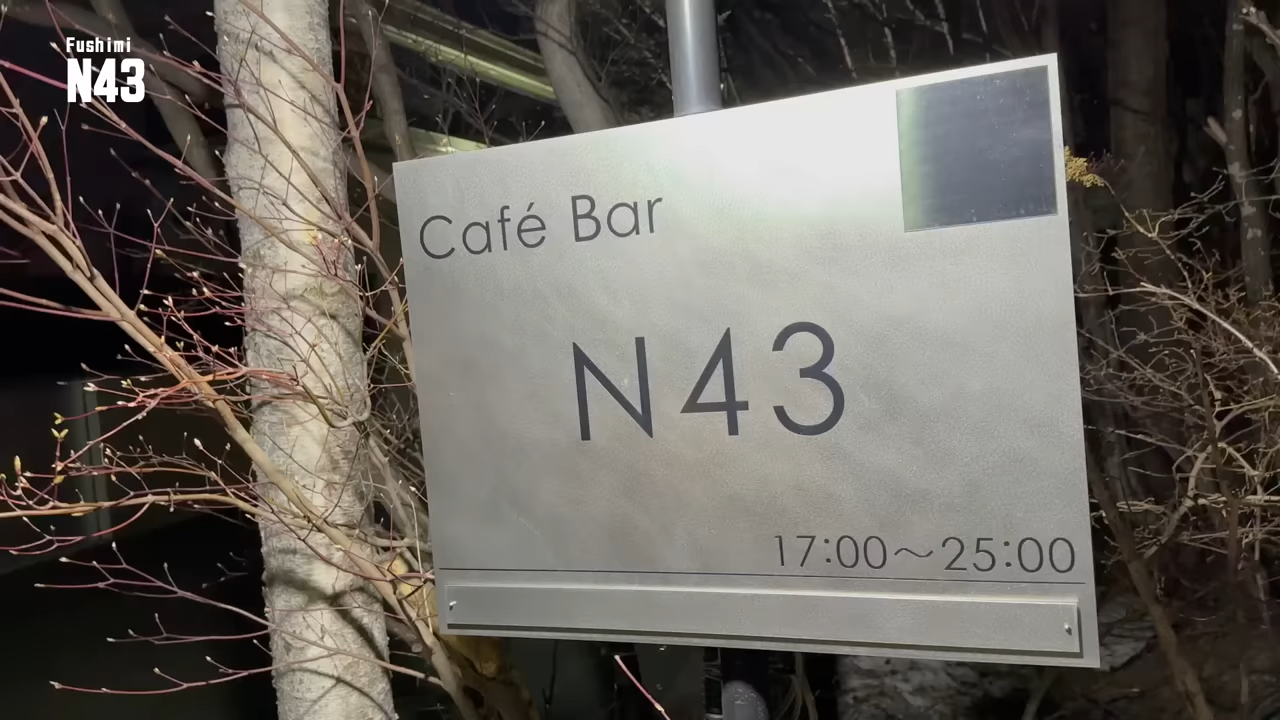 Fushimi
N43
Café Bar
N43
17:00～25:00